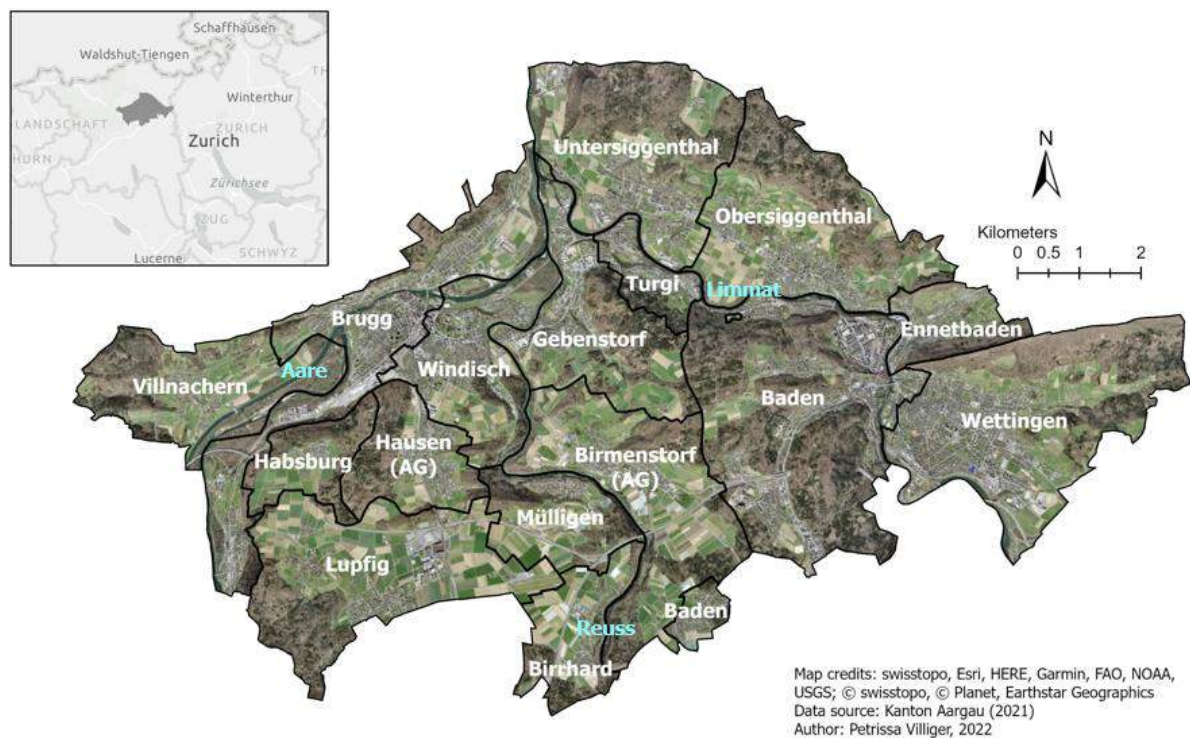 Schaffhausen
Waldshut-Tiengen
TH
Winterthur
LANDSCHAFT
ZURICH
Zurich
HURN
Zürichsee
ZUG
SCHWYZ
Lucerne
N
Kilometers
0 0.5 1 2
Untersiggenthal
Obersiggenthal
Turgi
Limmat
Brugg
Ennetbaden
Gebenstorf
Windisch
Aare
Villnachern
Baden
Wettingen
Hausen
(AG)
Habsburg
Birmenstorf
(AG)
Mülligen
Lupfig
Baden
Reuss
Birrhard
Map credits: swisstopo, Esri, HERE, Garmin, FAO, NOAA,
USGS; © swisstopo, © Planet, Earthstar Geographics
Data source: Kanton Aargau (2021)
Author: Petrissa Villiger, 2022